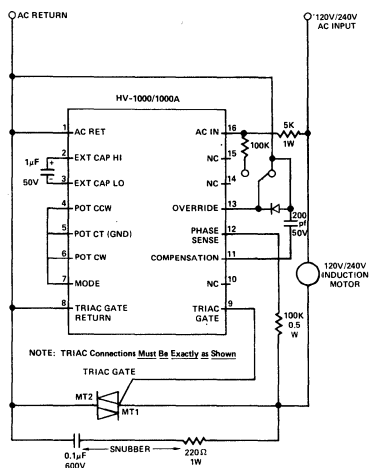 AC RETURN
120V/240V
AC INPUT
HV-1000/1000A
1
AC RET
AC IN
16
5K
1W
100K
2
EXT CAP HI
NC
15
1µF
50V
+
−
3
EXT CAP LO
NC
14
4
POT CCW
OVERRIDE
13
200
pf
50V
5
POT CT (GND)
PHASE
SENSE
12
6
POT CW
COMPENSATION
11
7
MODE
NC
10
120V/240V
INDUCTION
MOTOR
8
TRIAC GATE
RETURN
TRIAC
GATE
9
100K
0.5
W
NOTE: TRIAC Connections Must Be Exactly as Shown
TRIAC GATE
MT2
MT1
0.1µF
600V
SNUBBER
220Ω
1W